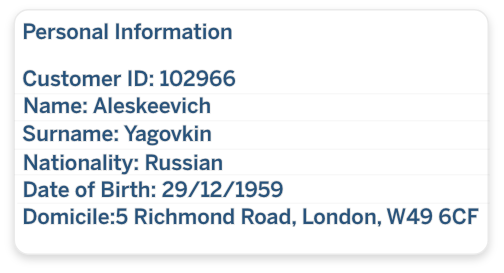 Personal Information
Customer ID: 102966
Name: Aleskeevich
Surname: Yagovkin
Nationality: Russian
Date of Birth: 29/12/1959
Domicile:5 Richmond Road, London, W49 6CF